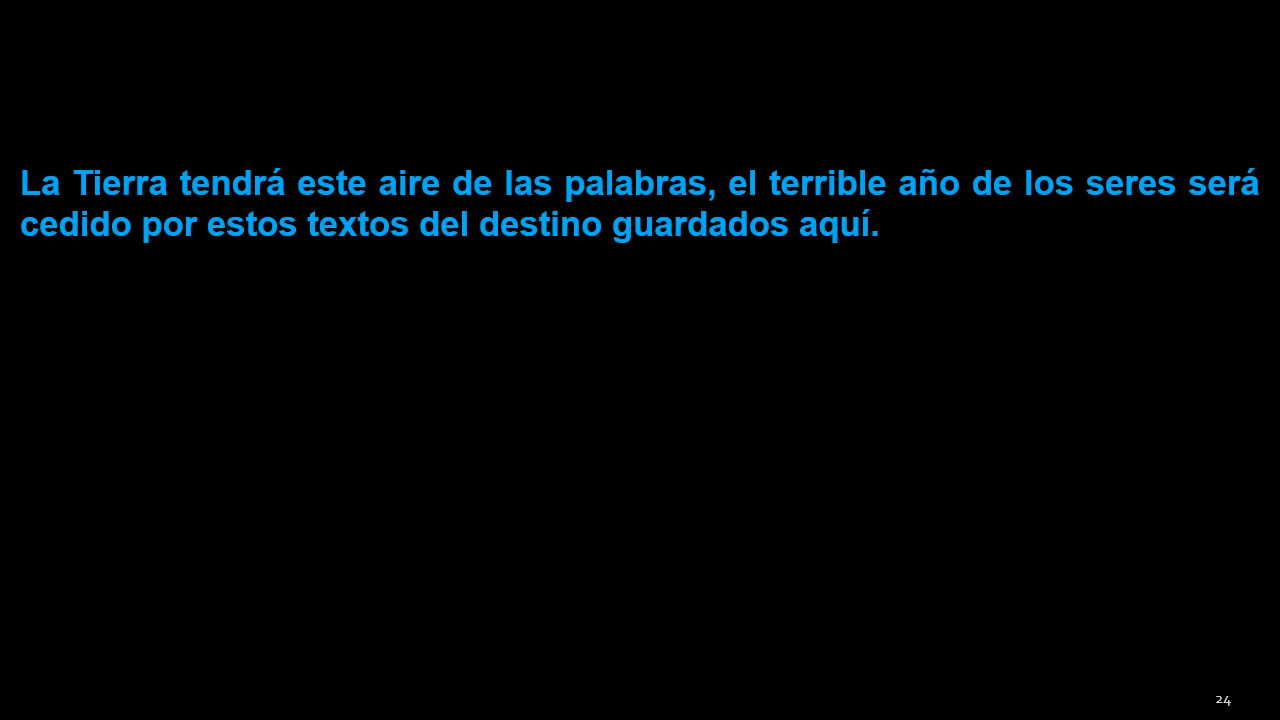 La Tierra tendrá este aire de las palabras, el terrible año de los seres será
cedido por estos textos del destino guardados aquí.
24